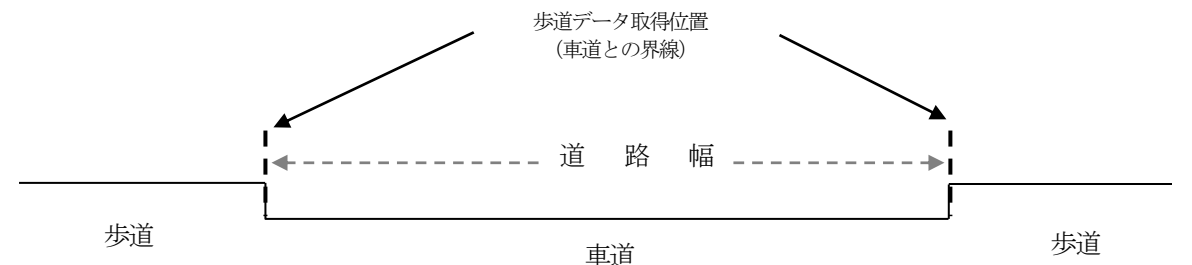 歩道データ取得位置
(車道との界線)
道 路 幅
歩道
車道
歩道